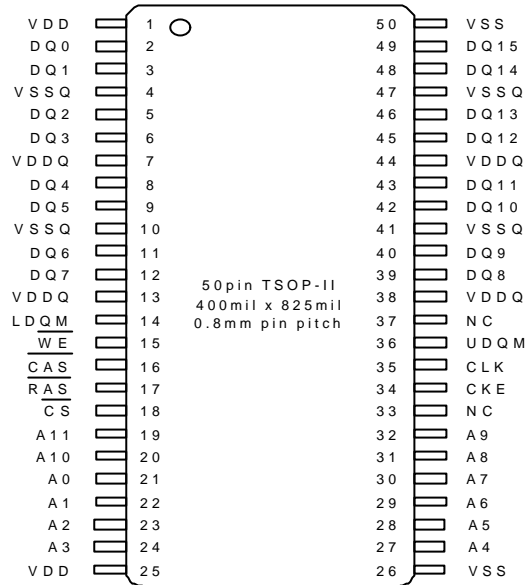 VDD 1 50 VSS
DQ0 2 49 DQ15
DQ1 3 48 DQ14
VSSQ 4 47 VSSQ
DQ2 5 46 DQ13
DQ3 6 45 DQ12
VDDQ 7 44 VDDQ
DQ4 8 43 DQ11
DQ5 9 42 DQ10
VSSQ 10 41 VSSQ
DQ6 11 40 DQ9
DQ7 12 39 DQ8
50pin TSOP-II
VDDQ 13 400mil x 825mil 38 VDDQ
LDQM 14 0.8mm pin pitch 37 NC
WE 15 36 UDQM
CAS 16 35 CLK
RAS 17 34 CKE
CS 18 33 NC
A11 19 32 A9
A10 20 31 A8
A0 21 30 A7
A1 22 29 A6
A2 23 28 A5
A3 24 27 A4
VDD 25 26 VSS